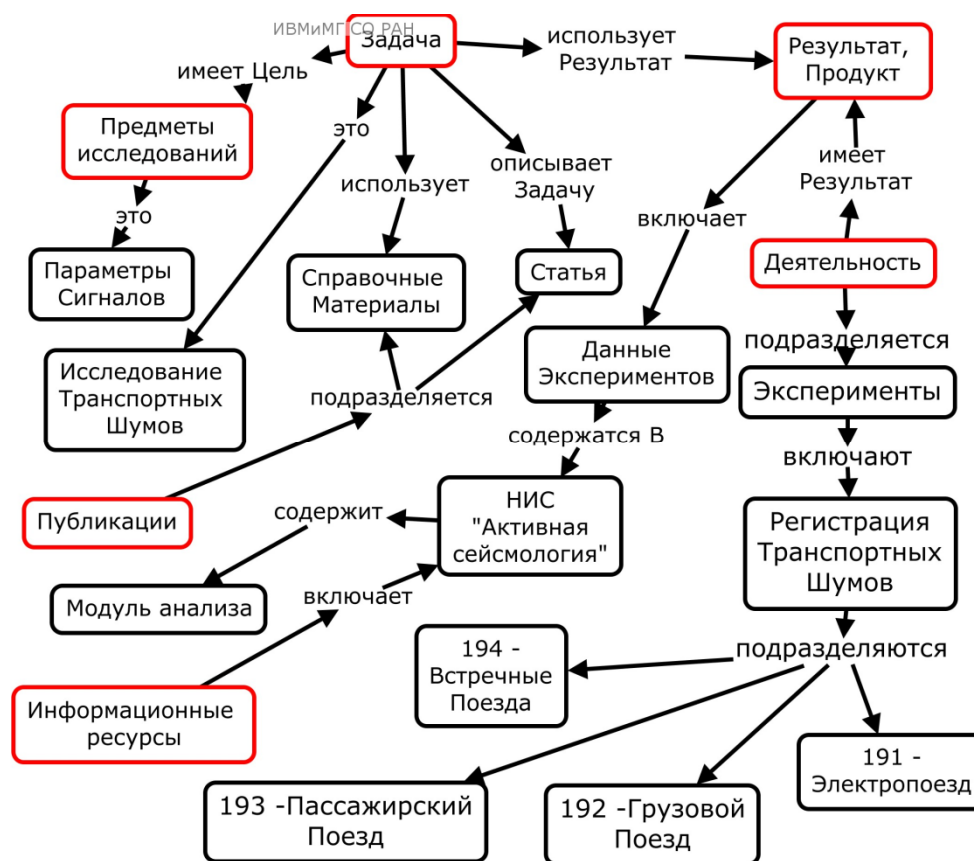 ИВМиМГ СО РАН
Задача
использует
Результат
Результат,
Продукт
имеет Цель
Предметы
исследований
это
использует
описывает
Задачу
имеет
Результат
это
включает
Параметры
Сигналов
Справочные
Материалы
Статья
Деятельность
Исследование
Транспортных
Шумов
Данные
Экспериментов
подразделяется
Эксперименты
подразделяется
содержатся В
включают
Публикации
содержит
НИС
"Активная
сейсмология"
Регистрация
Транспортных
Шумов
Модуль анализа
включает
194 -
Встречные
Поезда
подразделяются
Информационные
ресурсы
191 -
Электропоезд
193 -Пассажирский
Поезд
192 -Грузовой
Поезд